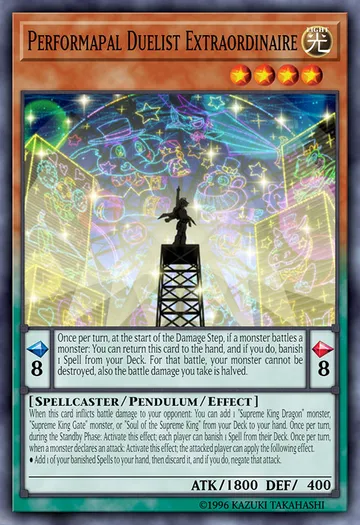 PERFORMAPAL DUELIST EXTRAORDINAIRE
LIGHT
光
Once per turn, at the start of the Damage Step, if a monster battles a
monster: You can return this card to the hand, and if you do, banish
1 Spell from your Deck. For that battle, your monster cannot be
destroyed, also the battle damage you take is halved.
8
8
[SPELLCASTER/PENDULUM/EFFECT]
When this card inflicts battle damage to your opponent: You can add 1 "Supreme King Dragon" monster,
"Supreme King Gate" monster, or "Soul of the Supreme King" from your Deck to your hand. Once per turn,
during the Standby Phase: Activate this effect; each player can banish 1 Spell from their Deck. Once per turn,
when a monster declares an attack: Activate this effect; the attacked player can apply the following effect.
● Add 1 of your banished Spells to your hand, then discard it, and if you do, negate that attack.
ATK/1800 DEF/ 400
©1996 KAZUKI TAKAHASHI